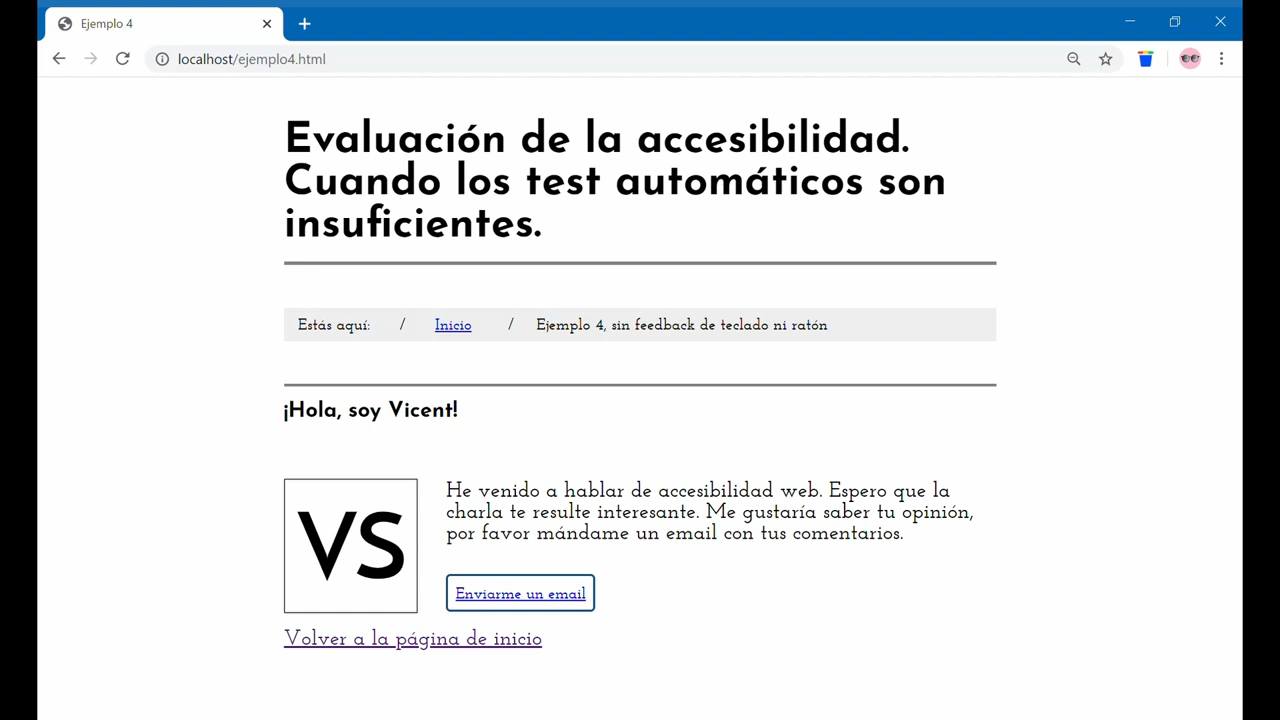 Ejemplo 4
localhost/ejemplo4.html
Evaluación de la accesibilidad.
Cuando los test automáticos son
insuficientes.
Estás aquí: / Inicio / Ejemplo 4, sin feedback de teclado ni ratón
¡Hola, soy Vicent!
VS
He venido a hablar de accesibilidad web. Espero que la
charla te resulte interesante. Me gustaría saber tu opinión,
por favor mándame un email con tus comentarios.
Enviarme un email
Volver a la página de inicio